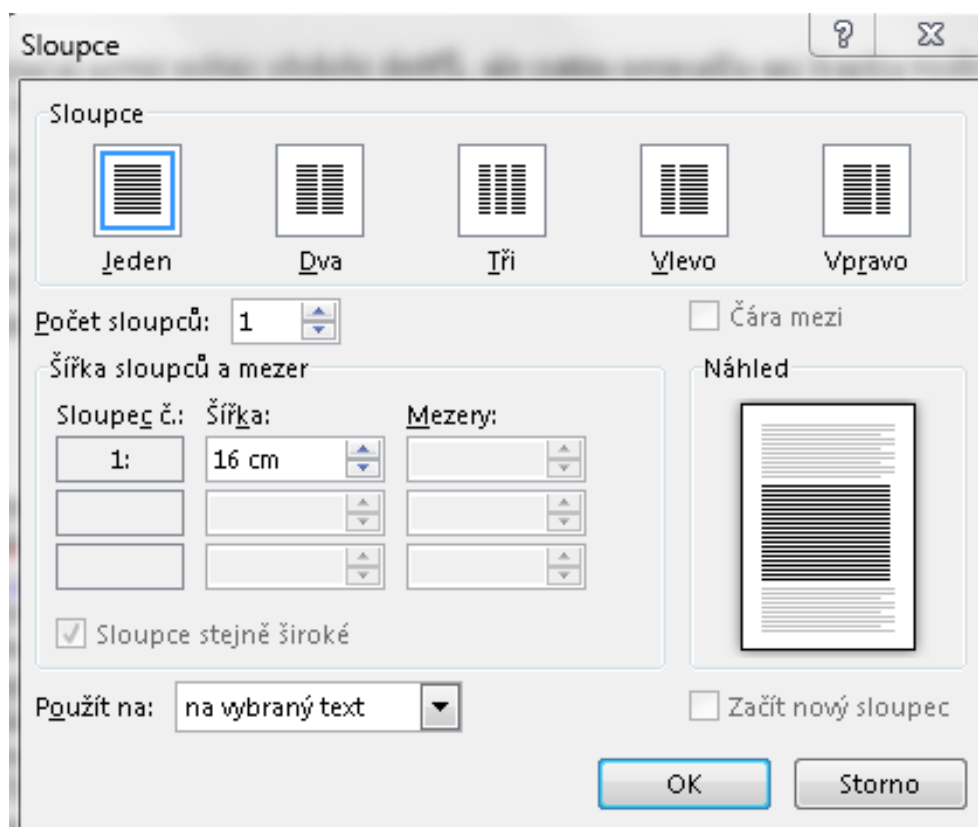 Sloupce
Sloupce
Jeden Dva Tři Vlevo Vpravo
Počet sloupců: 1 Čára mezi
Šířka sloupců a mezer Náhled
Sloupec č.: Šířka: Mezery:
1: 16 cm
Sloupce stejně široké
Použít na: na vybraný text Začít nový sloupec
OK Storno